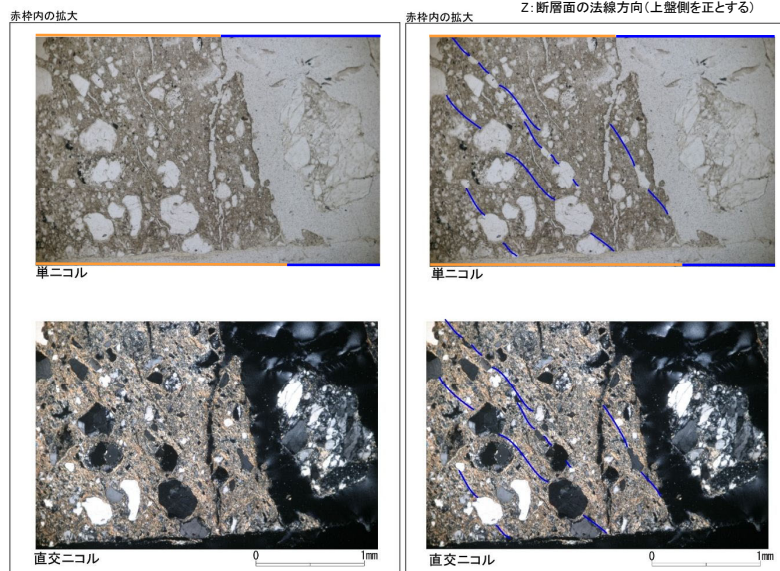 Z:断層面の法線方向(上盤側を正とする)
赤枠内の拡大
単ニコル
直交ニコル
0 1mm
赤枠内の拡大
単ニコル
直交ニコル
0 1mm